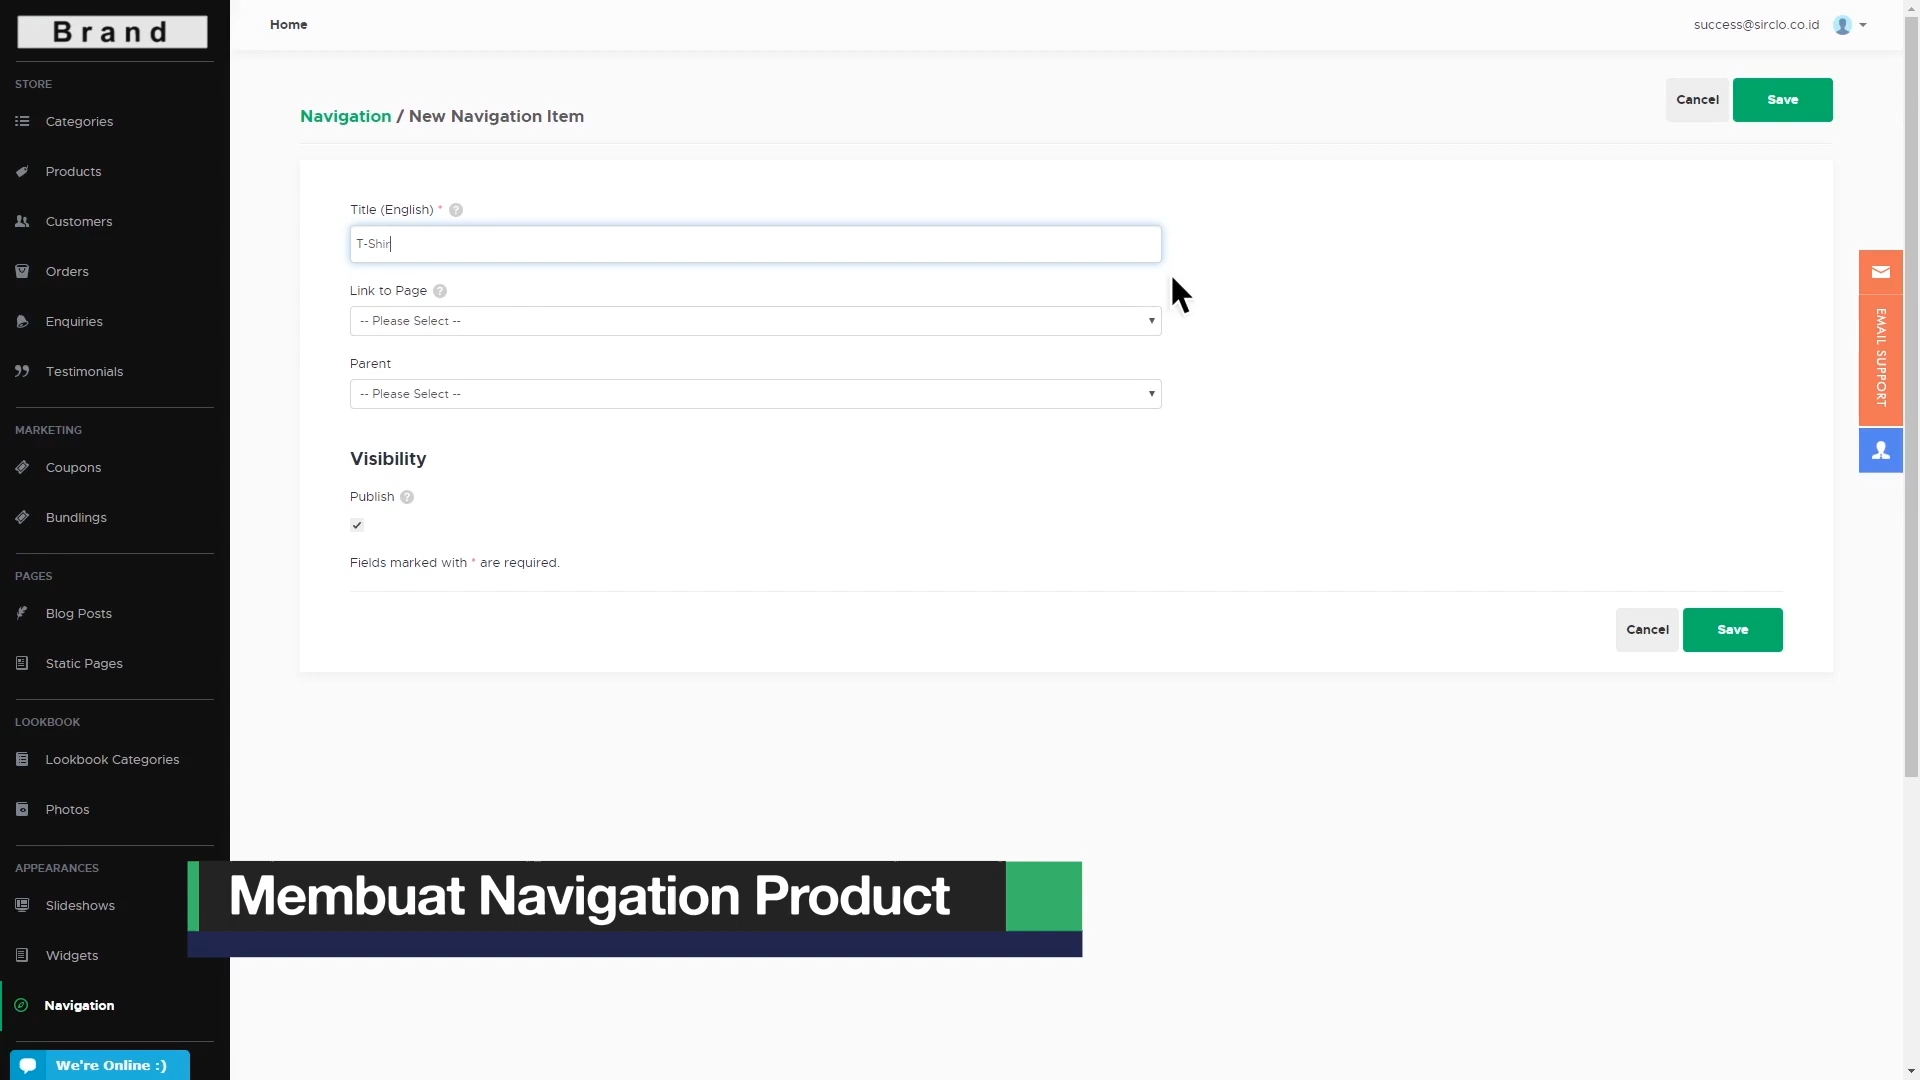 Brand
Home
success@sirclo.co.id
STORE
Categories
Products
Customers
Orders
Enquiries
Testimonials
MARKETING
Coupons
Bundlings
PAGES
Blog Posts
Static Pages
LOOKBOOK
Lookbook Categories
Photos
APPEARANCES
Slideshows
Widgets
Navigation
We're Online :)
Navigation / New Navigation Item
Cancel
Save
Title (English) * ?
T-Shir
Link to Page ?
-- Please Select --
Parent
-- Please Select --
Visibility
Publish ?
Fields marked with * are required.
Cancel
Save
EMAIL SUPPORT
Membuat Navigation Product